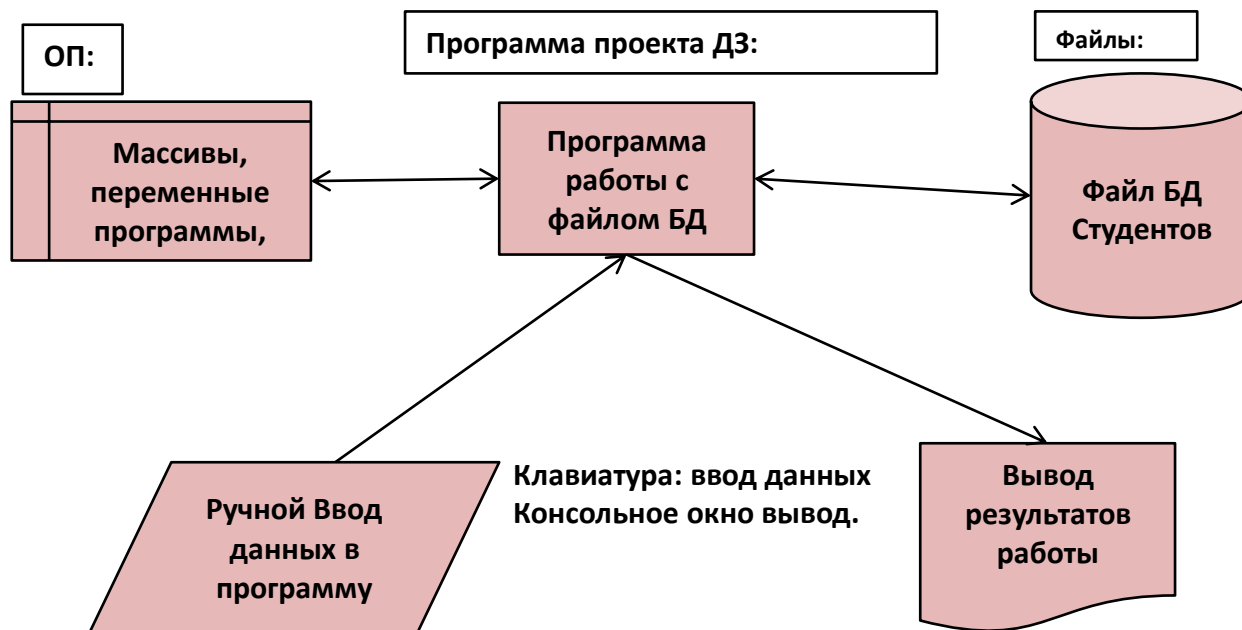 ОП:
Программа проекта ДЗ:
Файлы:
Массивы,
переменные
программы,
Программа
работы с
файлом БД
Файл БД
Студентов
Ручной Ввод
данных в
программу
Клавиатура: ввод данных
Консольное окно вывод.
Вывод
результатов
работы